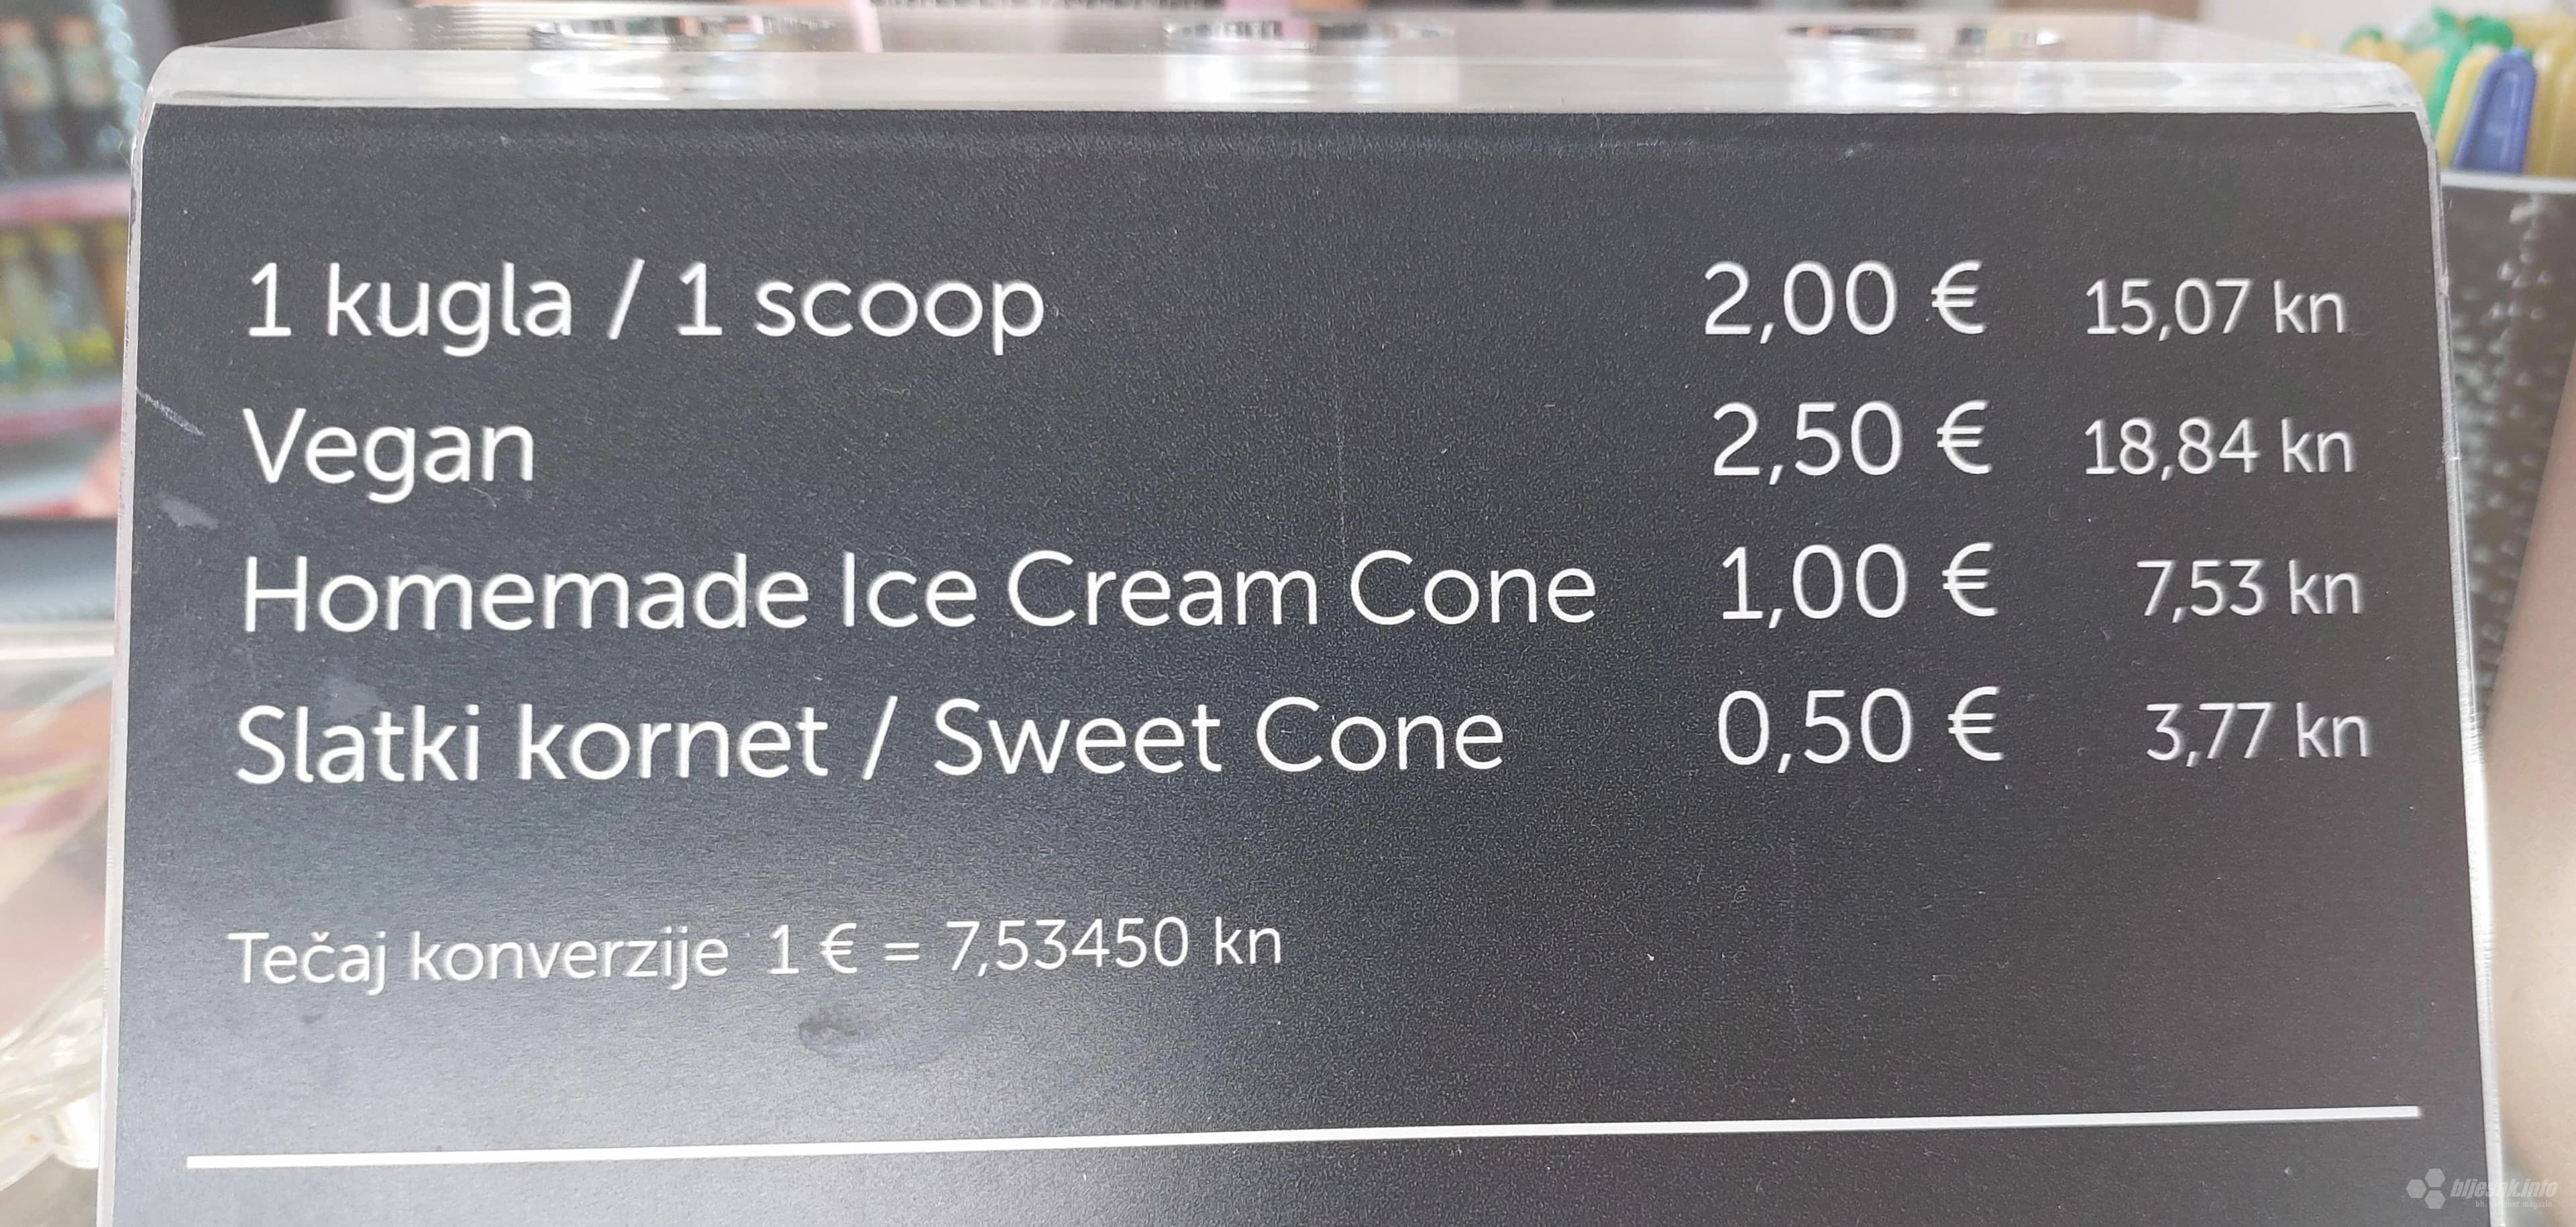 1 kugla / 1 scoop 2,00 € 15,07 kn
Vegan 2,50 € 18,84 kn
Homemade Ice Cream Cone 1,00 € 7,53 kn
Slatki kornet / Sweet Cone 0,50 € 3,77 kn
Tečaj konverzije 1 € = 7,53450 kn
bljesak.info